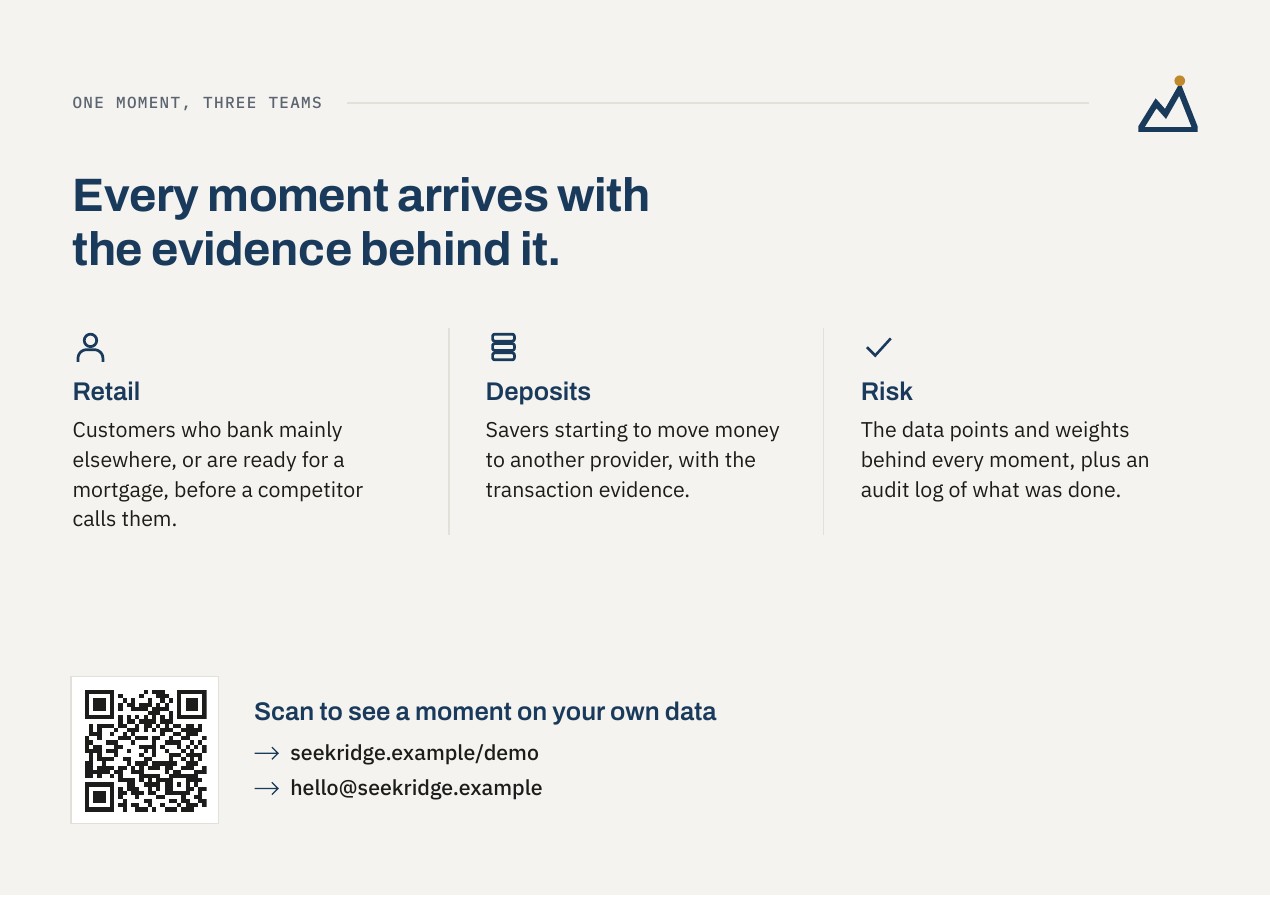 ONE MOMENT, THREE TEAMS
Every moment arrives with
the evidence behind it.
Retail
Customers who bank mainly
elsewhere, or are ready for a
mortgage, before a competitor
calls them.
Deposits
Savers starting to move money
to another provider, with the
transaction evidence.
Risk
The data points and weights
behind every moment, plus an
audit log of what was done.
Scan to see a moment on your own data
seekridge.example/demo
hello@seekridge.example